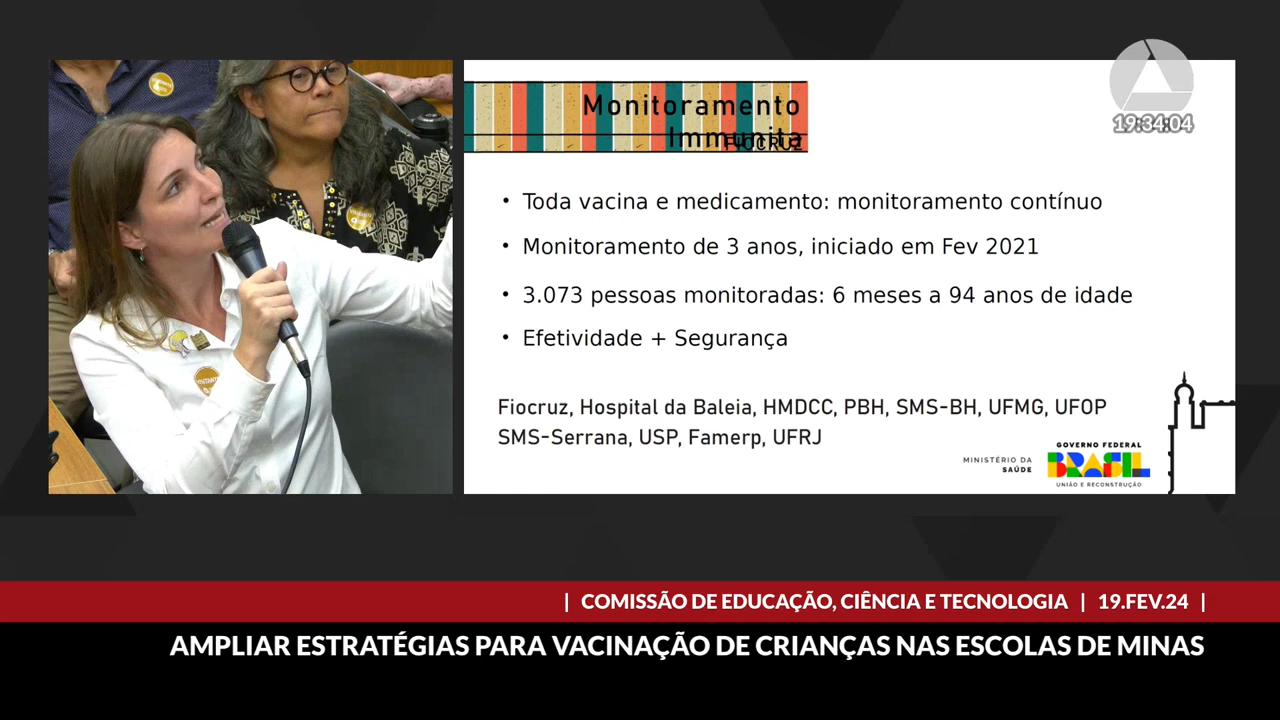 19:34:04
Monitoramento
Immunita
FIOCRUZ
• Toda vacina e medicamento: monitoramento contínuo
• Monitoramento de 3 anos, iniciado em Fev 2021
• 3.073 pessoas monitoradas: 6 meses a 94 anos de idade
• Efetividade + Segurança
Fiocruz, Hospital da Baleia, HMDCC, PBH, SMS-BH, UFMG, UFOP
SMS-Serrana, USP, Famerp, UFRJ
MINISTÉRIO DA
SAÚDE
GOVERNO FEDERAL
BRASIL
UNIÃO E RECONSTRUÇÃO
| COMISSÃO DE EDUCAÇÃO, CIÊNCIA E TECNOLOGIA | 19.FEV.24 |
AMPLIAR ESTRATÉGIAS PARA VACINAÇÃO DE CRIANÇAS NAS ESCOLAS DE MINAS